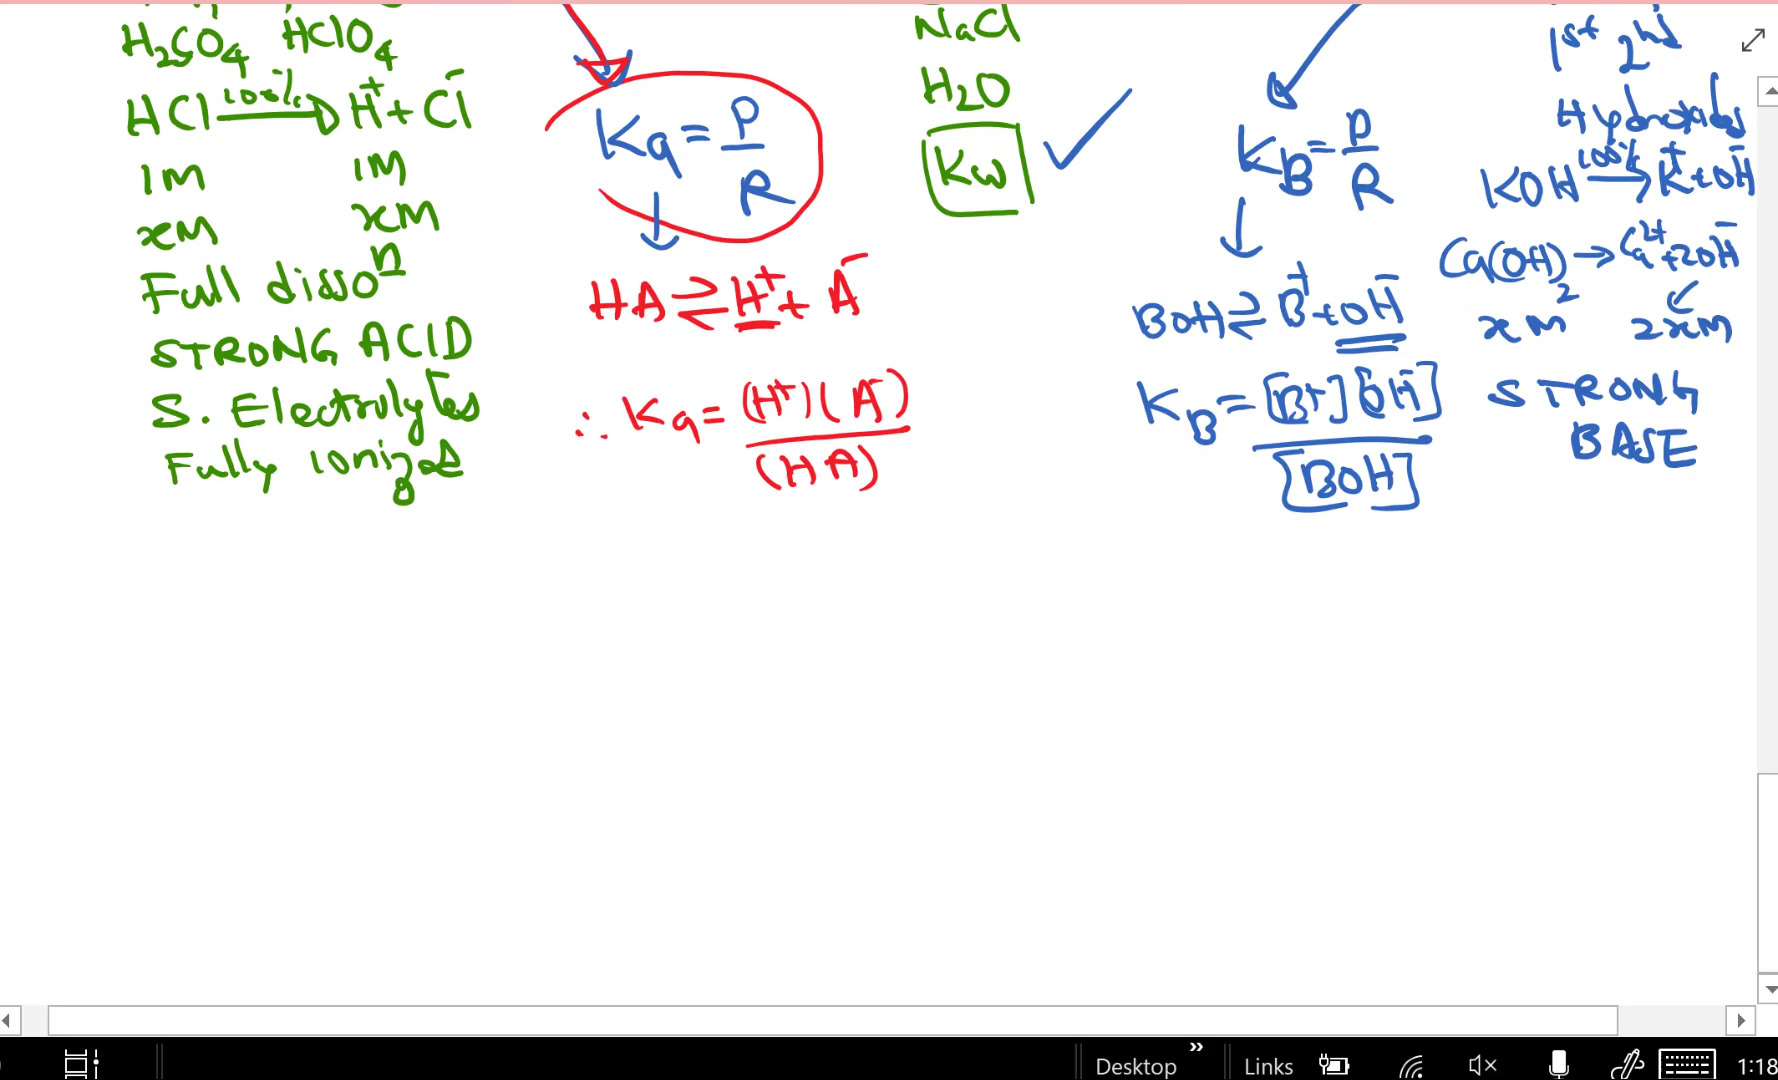 H2SO4 HClO4
HCl 100% → H+ + Cl-
1M 1M
xM xM
Full disso n
STRONG ACID
S. Electrolytes
Fully ionized
Ka = P/R
HA ⇌ H+ + A-
∴ Ka = (H+)(A-)/(HA)
NaCl
H2O
Kw ✓
KB = P/R
BOH ⇌ B+ + OH-
KB = [B+][OH-]/[BOH]
1st 2nd
Hydroxides
KOH 100% → K+ + OH-
Ca(OH)2 → Ca2+ + 2OH-
xM 2xM
STRONG
BASE
Desktop » Links 1:18